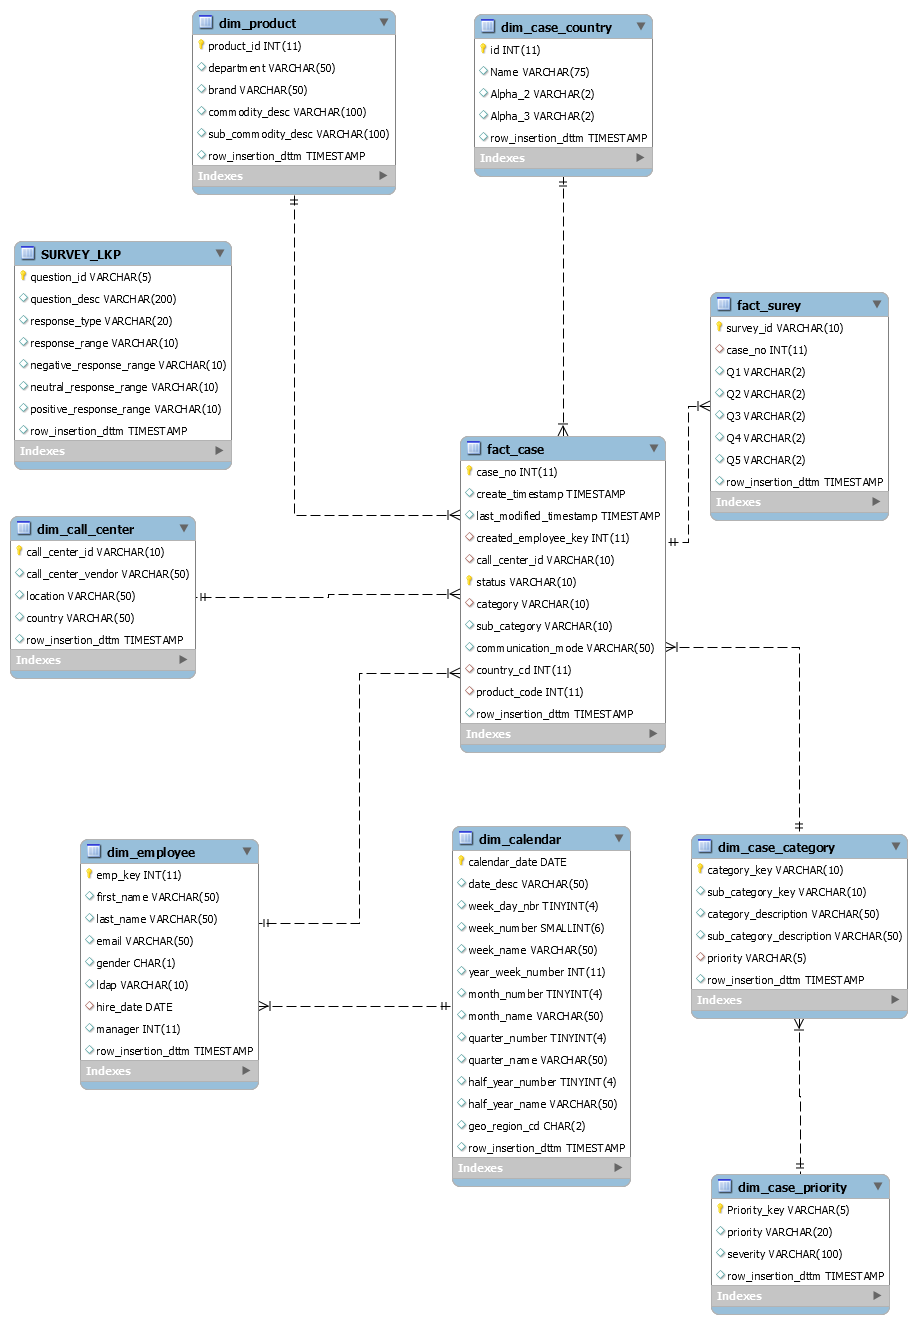 dim_product
product_id INT(11)
department VARCHAR(50)
brand VARCHAR(50)
commodity_desc VARCHAR(100)
sub_commodity_desc VARCHAR(100)
row_insertion_dttm TIMESTAMP
Indexes
dim_case_country
id INT(11)
Name VARCHAR(75)
Alpha_2 VARCHAR(2)
Alpha_3 VARCHAR(2)
row_insertion_dttm TIMESTAMP
Indexes
SURVEY_LKP
question_id VARCHAR(5)
question_desc VARCHAR(200)
response_type VARCHAR(20)
response_range VARCHAR(10)
negative_response_range VARCHAR(10)
neutral_response_range VARCHAR(10)
positive_response_range VARCHAR(10)
row_insertion_dttm TIMESTAMP
Indexes
fact_surey
survey_id VARCHAR(10)
case_no INT(11)
Q1 VARCHAR(2)
Q2 VARCHAR(2)
Q3 VARCHAR(2)
Q4 VARCHAR(2)
Q5 VARCHAR(2)
row_insertion_dttm TIMESTAMP
Indexes
fact_case
case_no INT(11)
create_timestamp TIMESTAMP
last_modified_timestamp TIMESTAMP
created_employee_key INT(11)
call_center_id VARCHAR(10)
status VARCHAR(10)
category VARCHAR(10)
sub_category VARCHAR(10)
communication_mode VARCHAR(50)
country_cd INT(11)
product_code INT(11)
row_insertion_dttm TIMESTAMP
Indexes
dim_call_center
call_center_id VARCHAR(10)
call_center_vendor VARCHAR(50)
location VARCHAR(50)
country VARCHAR(50)
row_insertion_dttm TIMESTAMP
Indexes
dim_employee
emp_key INT(11)
first_name VARCHAR(50)
last_name VARCHAR(50)
email VARCHAR(50)
gender CHAR(1)
ldap VARCHAR(10)
hire_date DATE
manager INT(11)
row_insertion_dttm TIMESTAMP
Indexes
dim_calendar
calendar_date DATE
date_desc VARCHAR(50)
week_day_nbr TINYINT(4)
week_number SMALLINT(6)
week_name VARCHAR(50)
year_week_number INT(11)
month_number TINYINT(4)
month_name VARCHAR(50)
quarter_number TINYINT(4)
quarter_name VARCHAR(50)
half_year_number TINYINT(4)
half_year_name VARCHAR(50)
geo_region_cd CHAR(2)
row_insertion_dttm TIMESTAMP
Indexes
dim_case_category
category_key VARCHAR(10)
sub_category_key VARCHAR(10)
category_description VARCHAR(50)
sub_category_description VARCHAR(50)
priority VARCHAR(5)
row_insertion_dttm TIMESTAMP
Indexes
dim_case_priority
Priority_key VARCHAR(5)
priority VARCHAR(20)
severity VARCHAR(100)
row_insertion_dttm TIMESTAMP
Indexes